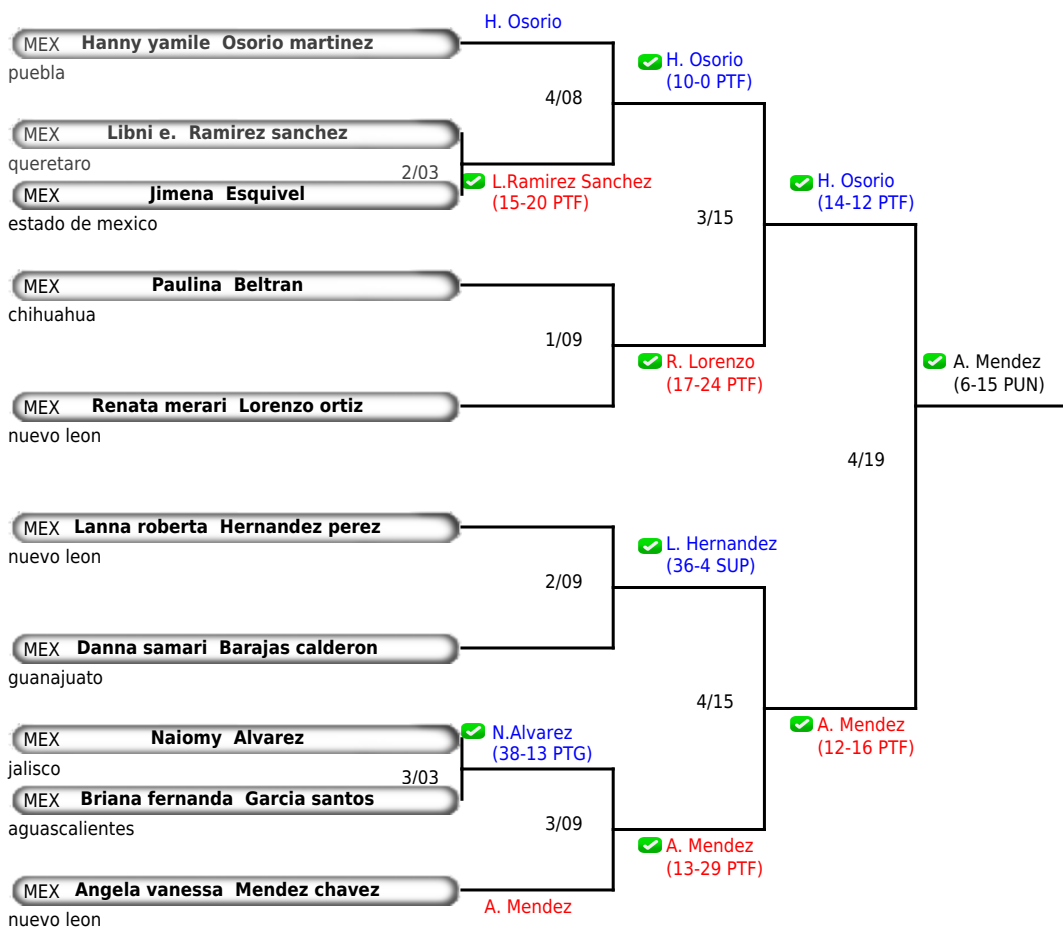 H. Osorio
MEX Hanny yamile Osorio martinez
puebla
H. Osorio
(10-0 PTF)
4/08
MEX Libni e. Ramirez sanchez
queretaro
2/03
L.Ramirez Sanchez
(15-20 PTF)
MEX Jimena Esquivel
estado de mexico
H. Osorio
(14-12 PTF)
3/15
MEX Paulina Beltran
chihuahua
1/09
R. Lorenzo
(17-24 PTF)
MEX Renata merari Lorenzo ortiz
nuevo leon
A. Mendez
(6-15 PUN)
4/19
MEX Lanna roberta Hernandez perez
nuevo leon
L. Hernandez
(36-4 SUP)
2/09
MEX Danna samari Barajas calderon
guanajuato
4/15
A. Mendez
(12-16 PTF)
MEX Naiomy Alvarez
jalisco
N.Alvarez
(38-13 PTG)
3/03
MEX Briana fernanda Garcia santos
aguascalientes
3/09
A. Mendez
(13-29 PTF)
MEX Angela vanessa Mendez chavez
nuevo leon
A. Mendez